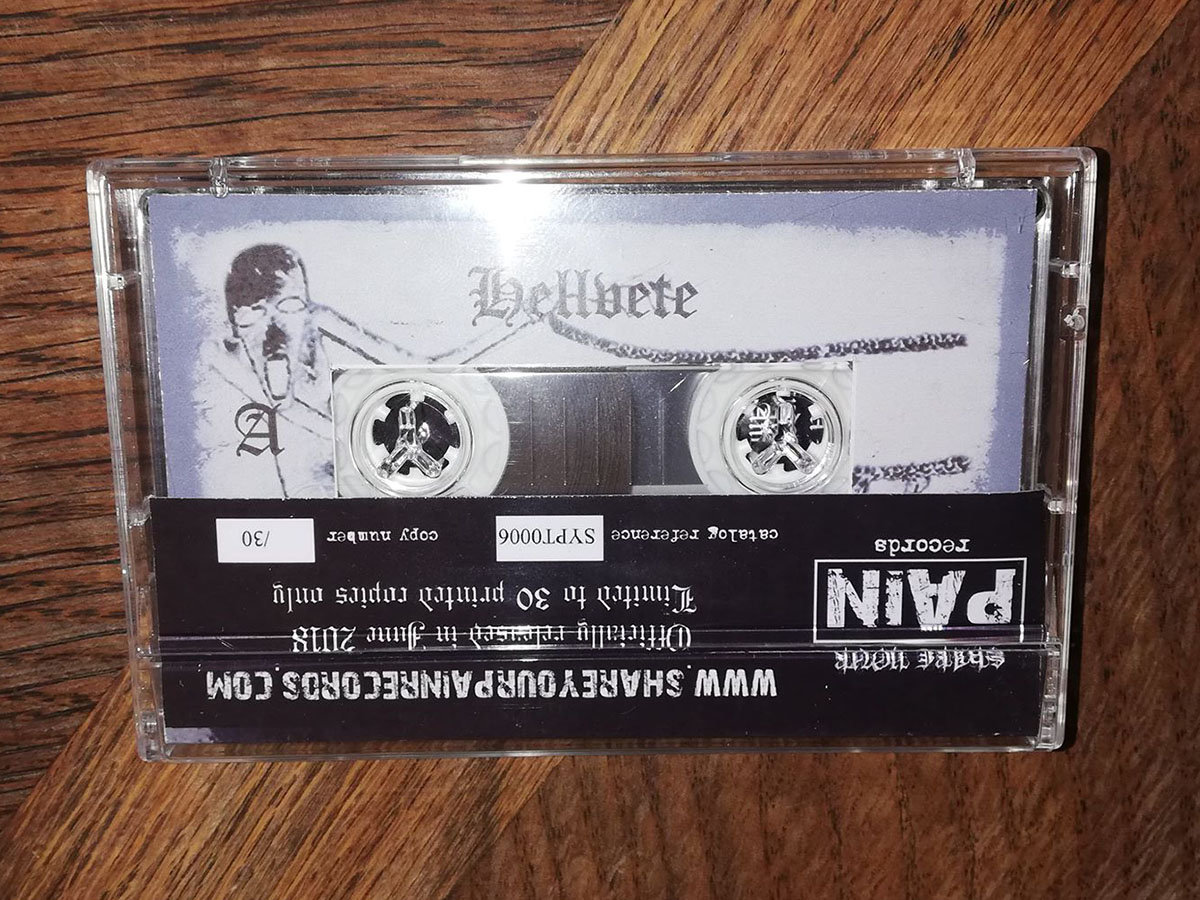 Hellvete
A
WWW.SHAREYOURPAINRECORDS.COM
Officially released in June 2018
Limited to 30 printed copies only
catalog reference SYPT0006 copy number /30
SHARE YOUR
PAIN
records